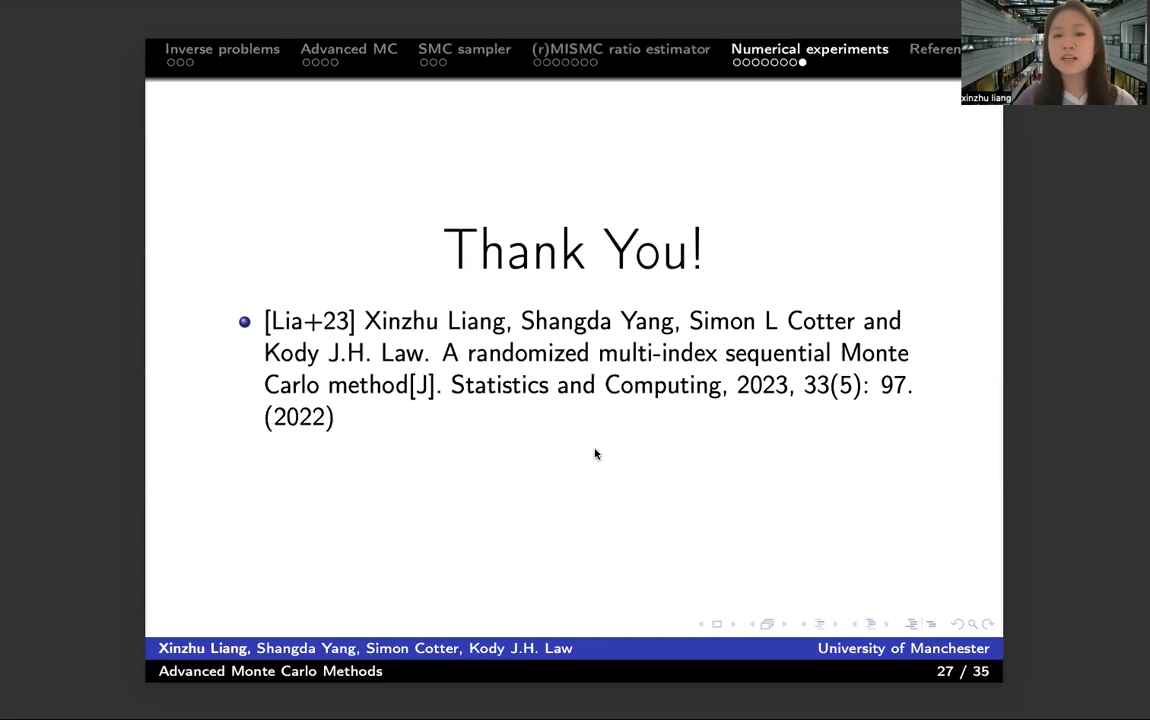 Inverse problems Advanced MC SMC sampler (r)MISMC ratio estimator Numerical experiments Referen
xinzhu liang
Thank You!
[Lia+23] Xinzhu Liang, Shangda Yang, Simon L Cotter and
Kody J.H. Law. A randomized multi-index sequential Monte
Carlo method[J]. Statistics and Computing, 2023, 33(5): 97.
(2022)
Xinzhu Liang, Shangda Yang, Simon Cotter, Kody J.H. Law University of Manchester
Advanced Monte Carlo Methods 27 / 35